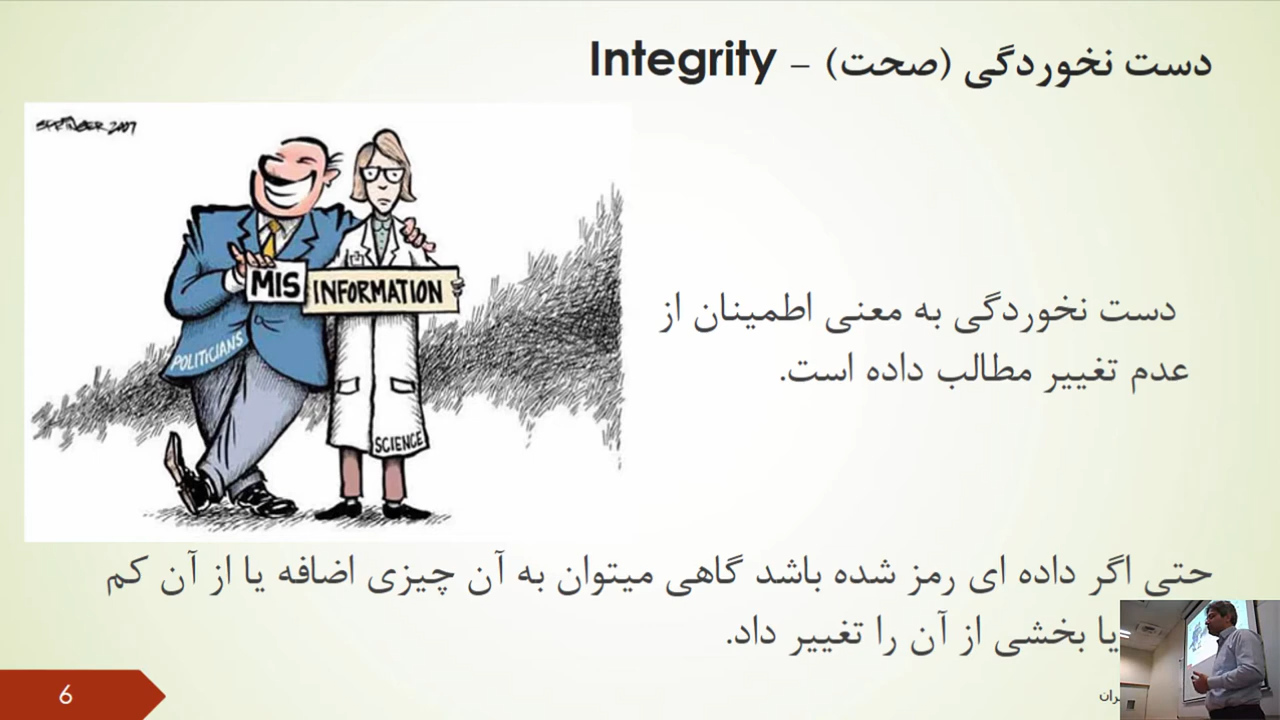 دست نخوردگی (صحت) – Integrity
SPRINGER 2007
MIS INFORMATION
POLITICIANS
SCIENCE
دست نخوردگی به معنی اطمینان از
عدم تغییر مطالب داده است.
حتی اگر داده ای رمز شده باشد گاهی میتوان به آن چیزی اضافه یا از آن کم
یا بخشی از آن را تغییر داد.
6